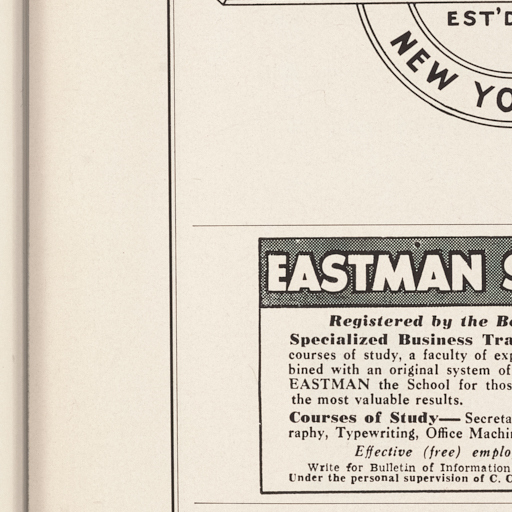 EST'D
NEW YO
EASTMAN S
Registered by the Bo
Specialized Business Tra
courses of study, a faculty of exp
bined with an original system of
EASTMAN the School for thos
the most valuable results.
Courses of Study— Secreta
raphy, Typewriting, Office Machin
Effective (free) emplo
Write for Bulletin of Information
Under the personal supervision of C. C